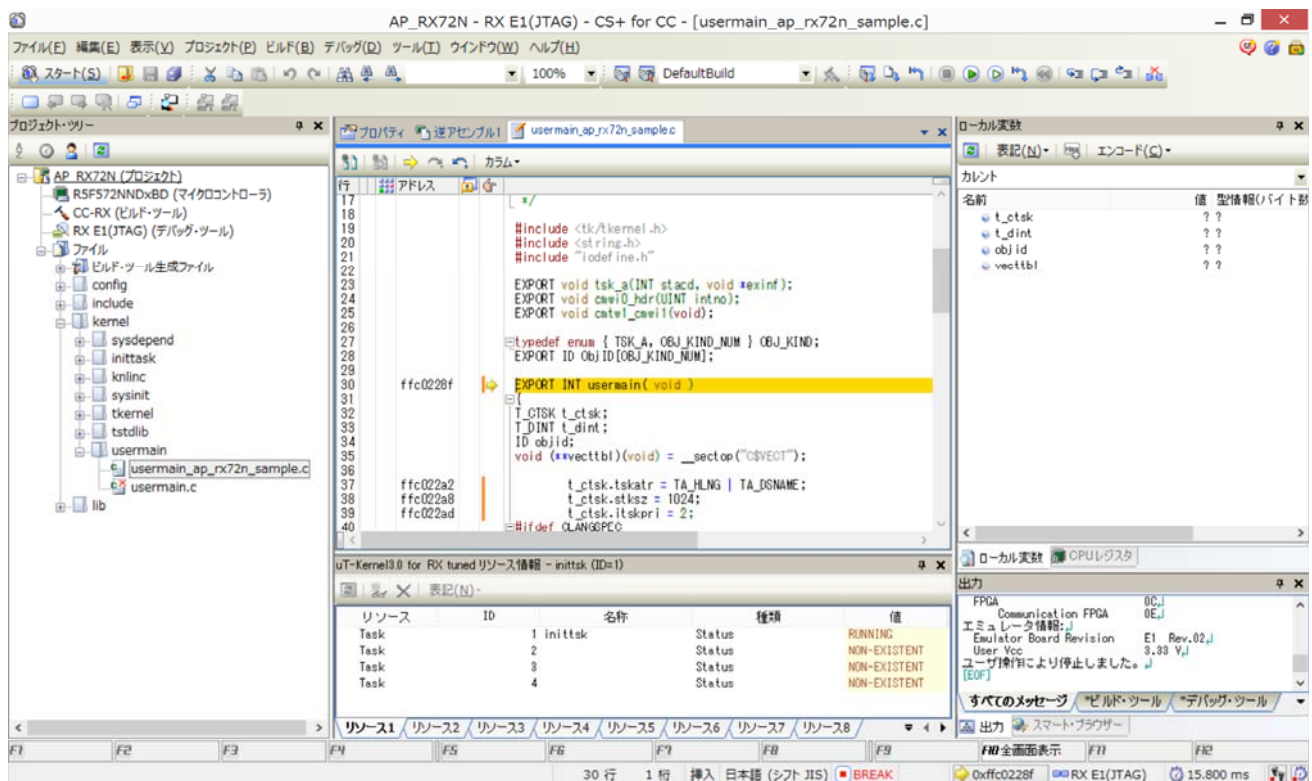 AP_RX72N - RX E1(JTAG) - CS+ for CC - [usermain_ap_rx72n_sample.c]
ファイル(F) 編集(E) 表示(V) プロジェクト(P) ビルド(B) デバッグ(D) ツール(T) ウインドウ(W) ヘルプ(H)
スタート(S) 100% DefaultBuild
プロジェクト・ツリー
AP_RX72N (プロジェクト)
R5F572NNDxBD (マイクロコントローラ)
CC-RX (ビルド・ツール)
RX E1(JTAG) (デバッグ・ツール)
ファイル
ビルド・ツール生成ファイル
config
include
kernel
sysdepend
inittask
knlinc
sysinit
tkernel
tstdlib
usermain
usermain_ap_rx72n_sample.c
usermain.c
lib
プロパティ 逆アセンブル1 usermain_ap_rx72n_sample.c
カラム
行 アドレス
17 */
18
19 #include <tk/tkernel.h>
20 #include <string.h>
21 #include "iodefine.h"
22
23 EXPORT void tsk_a(INT stacd, void *exinf);
24 EXPORT void cmwi0_hdr(UINT intno);
25 EXPORT void cmtw1_cmwi1(void);
26
27 typedef enum { TSK_A, OBJ_KIND_NUM } OBJ_KIND;
28 EXPORT ID ObjID[OBJ_KIND_NUM];
29
30 ffc0228f EXPORT INT usermain( void )
31 {
32 T_CTSK t_ctsk;
33 T_DINT t_dint;
34 ID objid;
35 void (**vecttbl)(void) = __sectop("C$VECT");
36
37 ffc022a2 t_ctsk.tskatr = TA_HLNG | TA_DSNAME;
38 ffc022a8 t_ctsk.stksz = 1024;
39 ffc022ad t_ctsk.itskpri = 2;
40 #ifdef CLANGSPEC
uT-Kernel3.0 for RX tuned リソース情報 - inittsk (ID=1)
表記(N)
リソース ID 名称 種類 値
Task 1 inittsk Status RUNNING
Task 2 Status NON-EXISTENT
Task 3 Status NON-EXISTENT
Task 4 Status NON-EXISTENT
リソース1 リソース2 リソース3 リソース4 リソース5 リソース6 リソース7 リソース8
ローカル変数
表記(N) エンコード(C)
カレント
名前 値 型情報(バイト数
t_ctsk ? ?
t_dint ? ?
objid ? ?
vecttbl ? ?
ローカル変数 CPUレジスタ
出力
FPGA 0C
Communication FPGA 0E
エミュレータ情報:
Emulator Board Revision E1 Rev.02
User Vcc 3.33 V
ユーザ操作により停止しました。
[EOF]
すべてのメッセージ *ビルド・ツール *デバッグ・ツール
出力 スマート・ブラウザー
F1 F2 F3 F4 F5 F6 F7 F8 F9 F10 全画面表示 F11 F12
30 行 1 桁 挿入 日本語 (シフト JIS) BREAK 0xffc0228f RX E1(JTAG) 15.800 ms